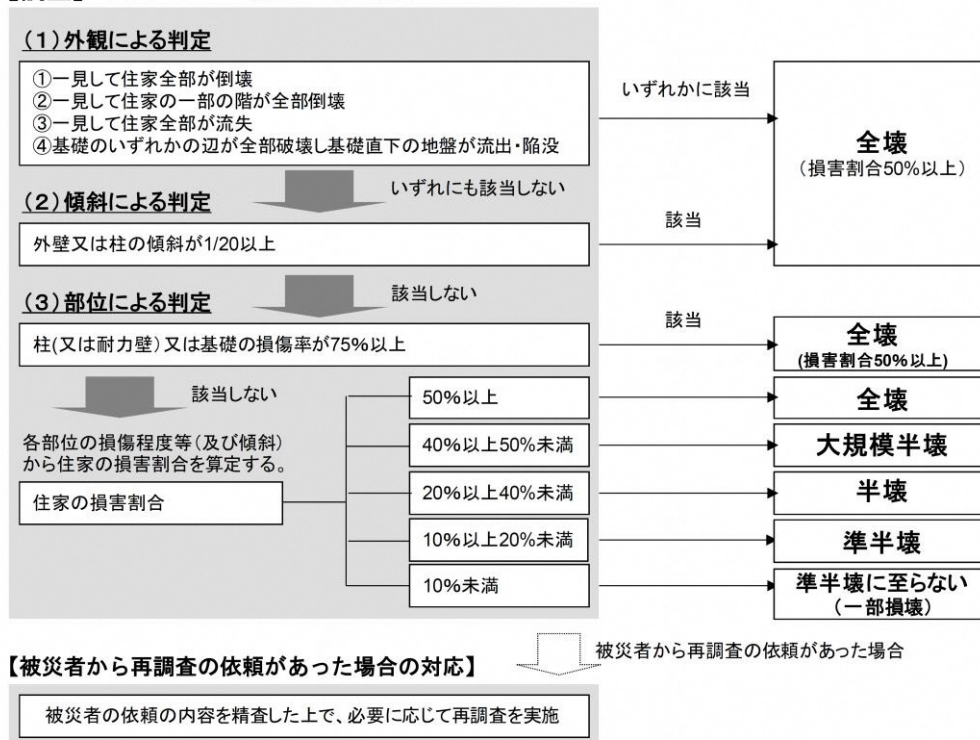 (1)外観による判定
①一見して住家全部が倒壊
②一見して住家の一部の階が全部倒壊
③一見して住家全部が流失
④基礎のいずれかの辺が全部破壊し基礎直下の地盤が流出・陥没
いずれかに該当
全壊
(損害割合50%以上)
いずれにも該当しない
(2)傾斜による判定
外壁又は柱の傾斜が1/20以上
該当
該当しない
(3)部位による判定
柱(又は耐力壁)又は基礎の損傷率が75%以上
該当
全壊
(損害割合50%以上)
該当しない
各部位の損傷程度等(及び傾斜)
から住家の損害割合を算定する。
住家の損害割合
50%以上
全壊
40%以上50%未満
大規模半壊
20%以上40%未満
半壊
10%以上20%未満
準半壊
10%未満
準半壊に至らない
(一部損壊)
被災者から再調査の依頼があった場合
【被災者から再調査の依頼があった場合の対応】
被災者の依頼の内容を精査した上で、必要に応じて再調査を実施